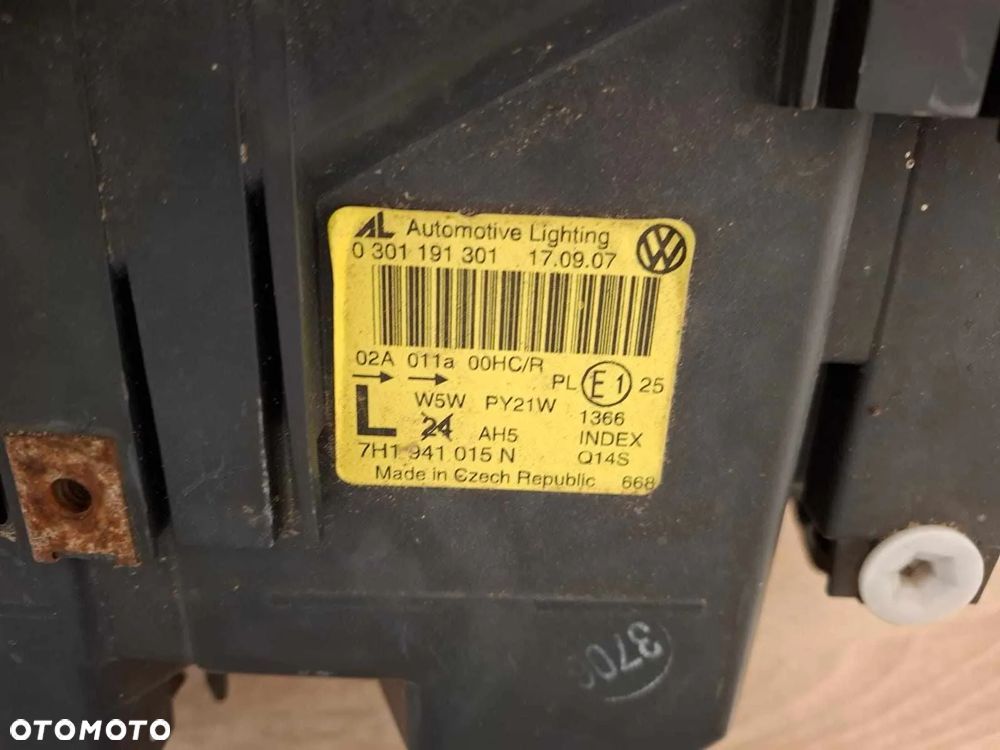 AL Automotive Lighting
0 301 191 301 17.09.07
02A 011a 00HC/R
PL E1 25
W5W PY21W 1366
L 24 AH5 INDEX
7H1 941 015 N Q14S
Made in Czech Republic 668
370
OTOMOTO